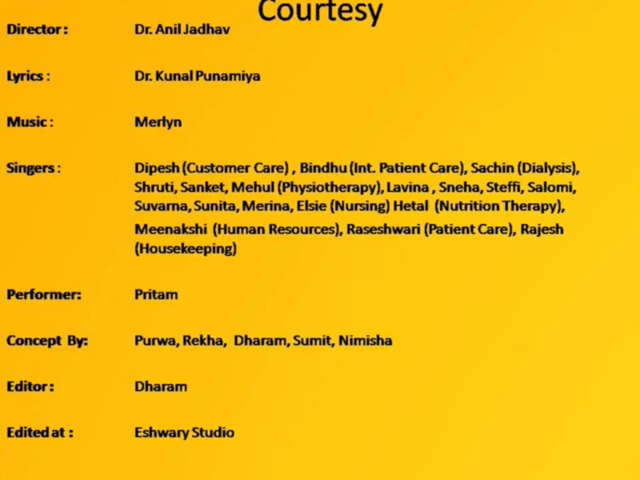 Courtesy
Director : Dr. Anil Jadhav
Lyrics : Dr. Kunal Punamiya
Music : Merlyn
Singers : Dipesh (Customer Care) , Bindhu (Int. Patient Care), Sachin (Dialysis),
Shruti, Sanket, Mehul (Physiotherapy), Lavina , Sneha, Steffi, Salomi,
Suvarna, Sunita, Merina, Elsie (Nursing) Hetal (Nutrition Therapy),
Meenakshi (Human Resources), Raseshwari (Patient Care), Rajesh
(Housekeeping)
Performer: Pritam
Concept By: Purwa, Rekha, Dharam, Sumit, Nimisha
Editor : Dharam
Edited at : Eshwary Studio